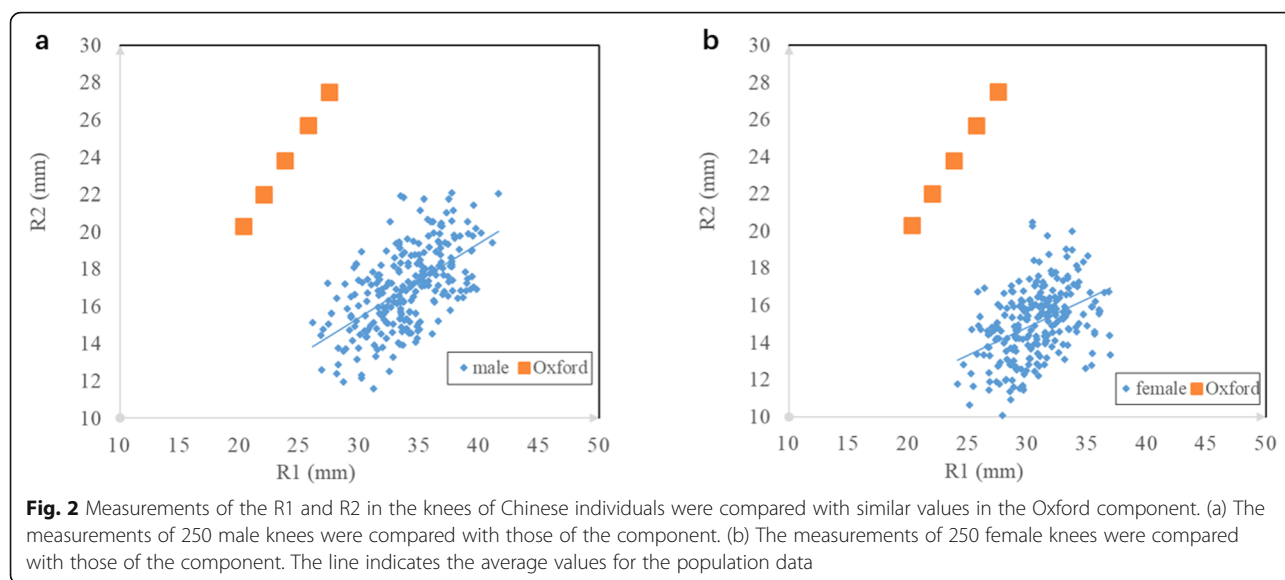 a
30
28
26
24
22
20
18
16
14
12
10
R2 (mm)
male Oxford
10 15 20 25 30 35 40 45 50
R1 (mm)
b
30
28
26
24
22
20
18
16
14
12
10
R2 (mm)
female Oxford
10 15 20 25 30 35 40 45 50
R1 (mm)
Fig. 2 Measurements of the R1 and R2 in the knees of Chinese individuals were compared with similar values in the Oxford component. (a) The
measurements of 250 male knees were compared with those of the component. (b) The measurements of 250 female knees were compared
with those of the component. The line indicates the average values for the population data